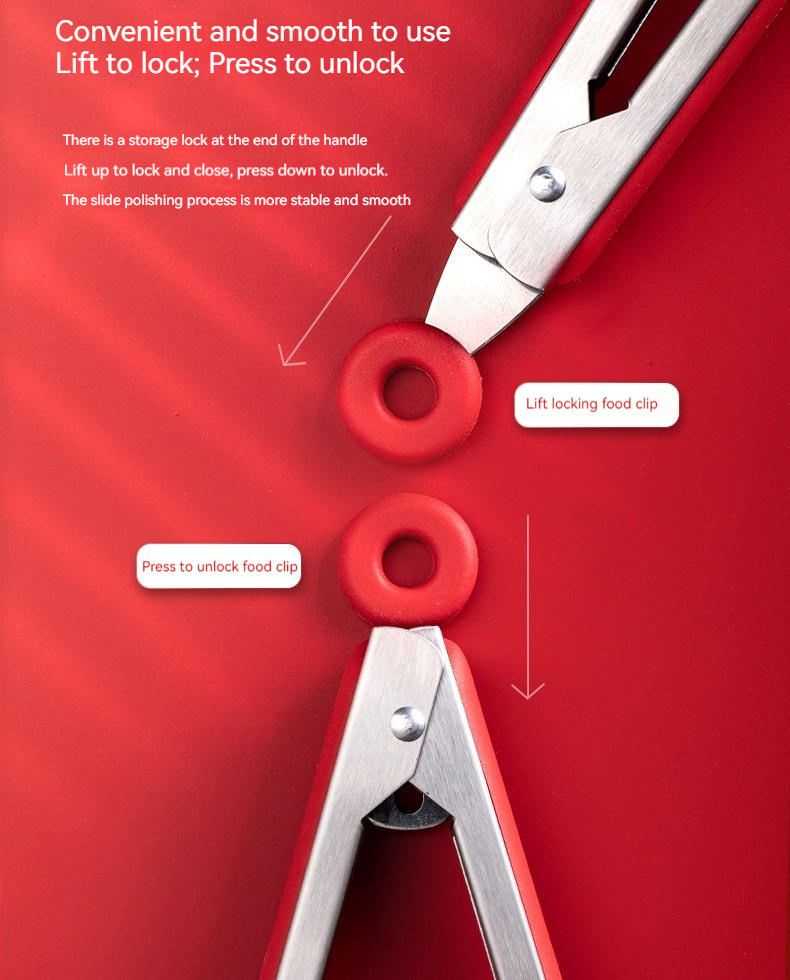 Convenient and smooth to use
Lift to lock; Press to unlock
There is a storage lock at the end of the handle
Lift up to lock and close, press down to unlock.
The slide polishing process is more stable and smooth
Lift locking food clip
Press to unlock food clip